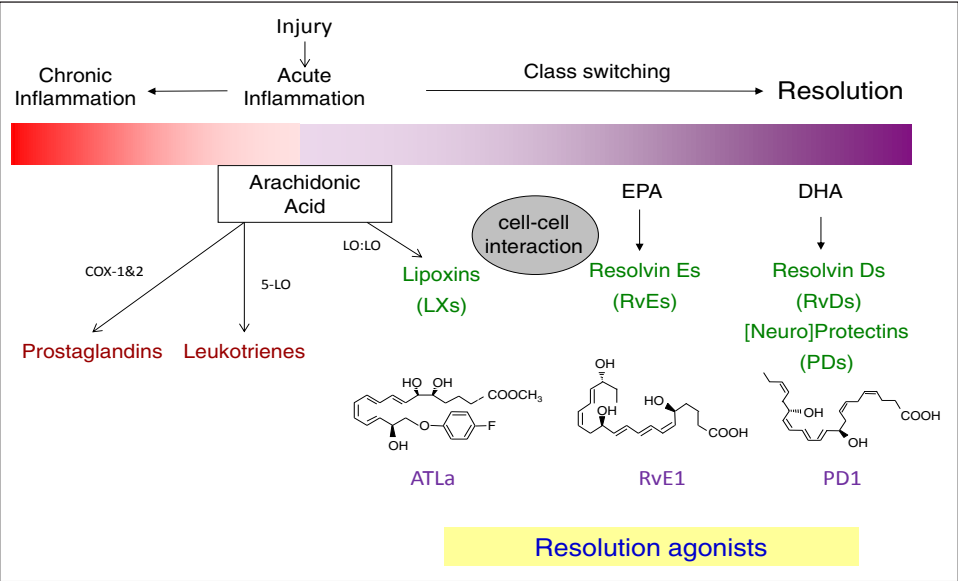 Injury
Chronic
Inflammation
Acute
Inflammation
Class switching
Resolution
Arachidonic
Acid
EPA
DHA
cell-cell
interaction
COX-1&2
5-LO
LO:LO
Lipoxins
(LXs)
Resolvin Es
(RvEs)
Resolvin Ds
(RvDs)
[Neuro]Protectins
(PDs)
Prostaglandins
Leukotrienes
OH OH
COOCH3
O
F
OH
OH
OH
HO
COOH
OH
OH
COOH
ATLa
RvE1
PD1
Resolution agonists